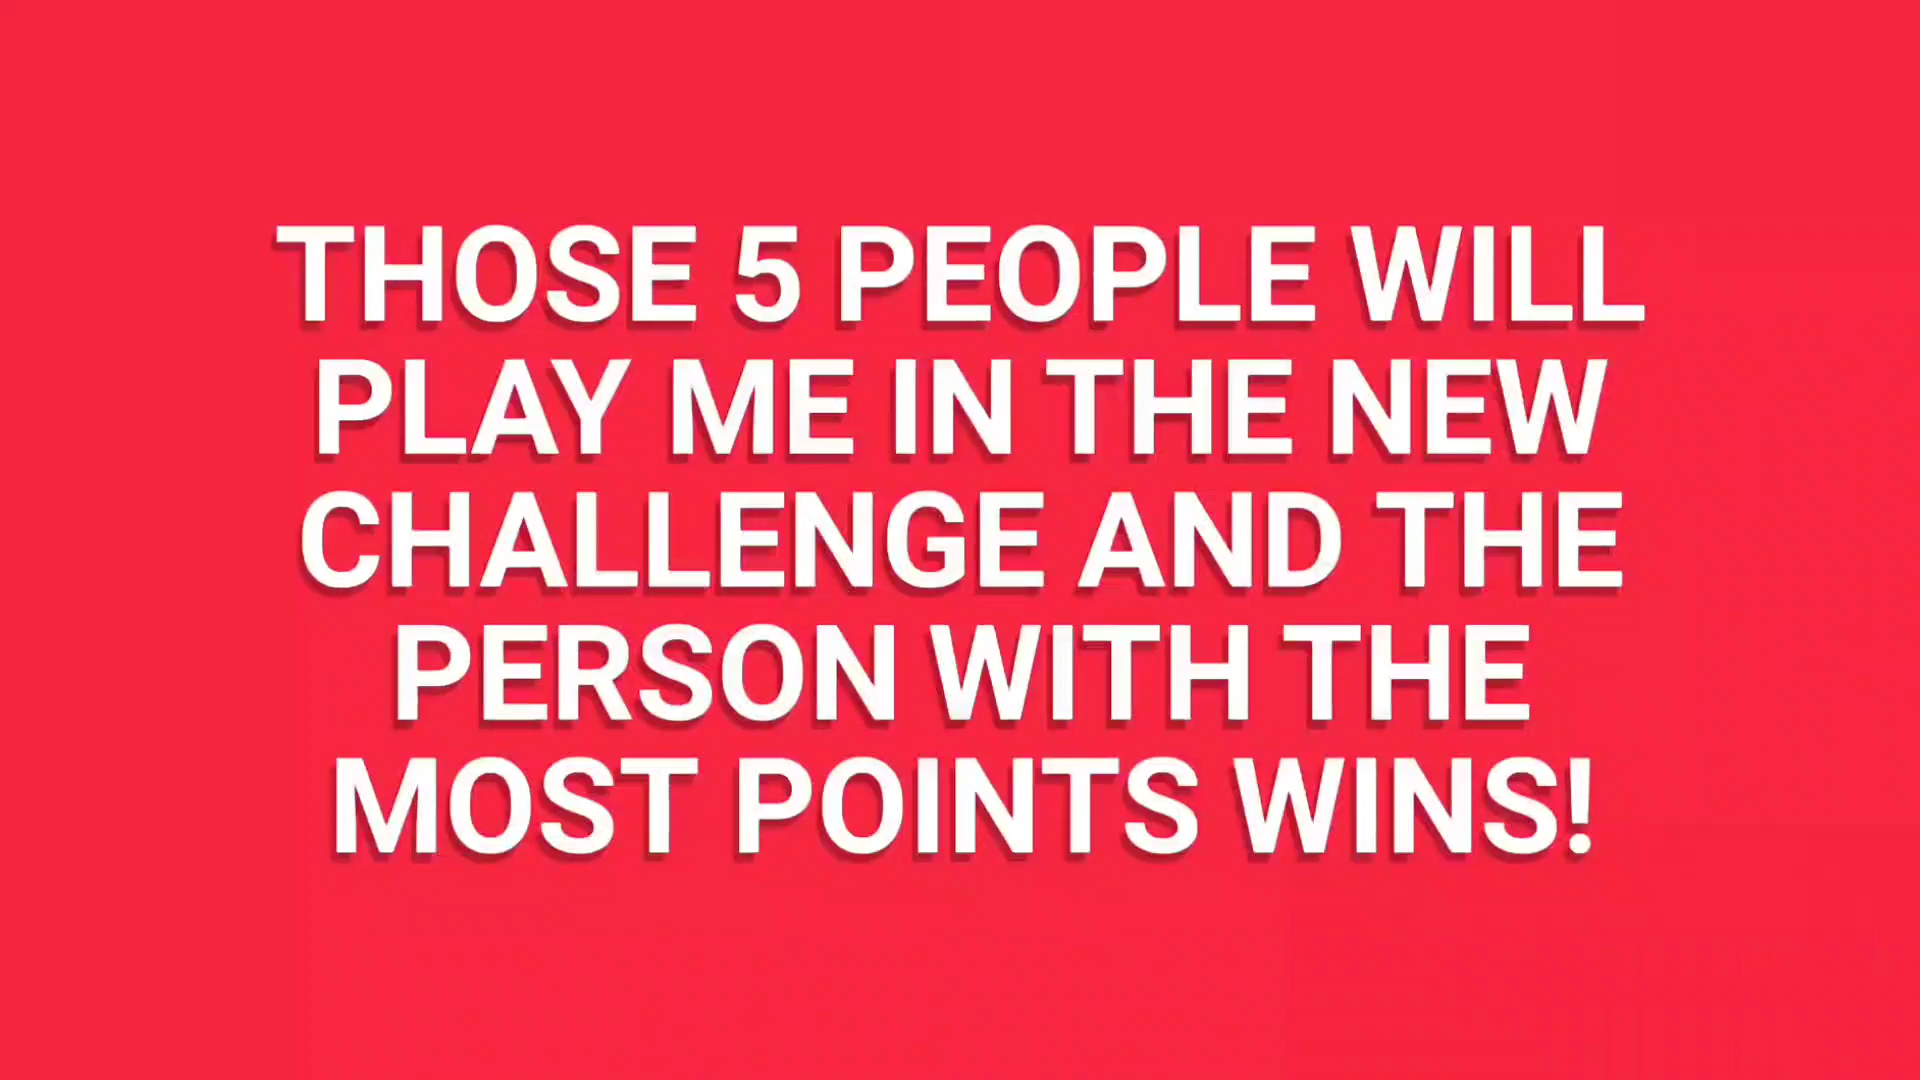 THOSE 5 PEOPLE WILL
PLAY ME IN THE NEW
CHALLENGE AND THE
PERSON WITH THE
MOST POINTS WINS!